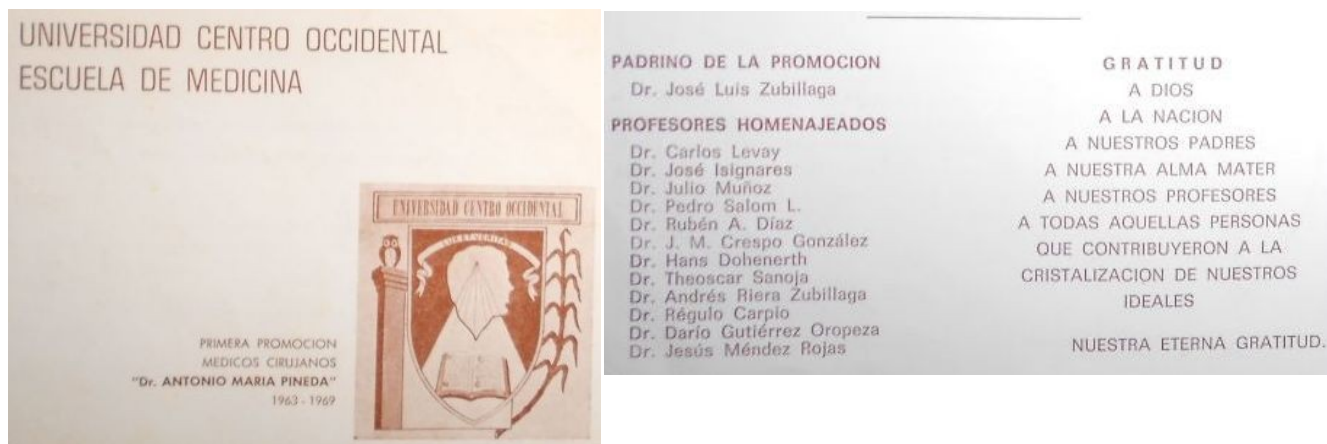 UNIVERSIDAD CENTRO OCCIDENTAL
ESCUELA DE MEDICINA
UNIVERSIDAD CENTRO OCCIDENTAL
LUX ET VERITAS
PRIMERA PROMOCION
MEDICOS CIRUJANOS
"Dr. ANTONIO MARIA PINEDA"
1963 - 1969
PADRINO DE LA PROMOCION
Dr. José Luis Zubillaga
PROFESORES HOMENAJEADOS
Dr. Carlos Levay
Dr. José Isignares
Dr. Julio Muñoz
Dr. Pedro Salom L.
Dr. Rubén A. Díaz
Dr. J. M. Crespo González
Dr. Hans Dohenerth
Dr. Theoscar Sanoja
Dr. Andrés Riera Zubillaga
Dr. Régulo Carpio
Dr. Darío Gutiérrez Oropeza
Dr. Jesús Méndez Rojas
GRATITUD
A DIOS
A LA NACION
A NUESTROS PADRES
A NUESTRA ALMA MATER
A NUESTROS PROFESORES
A TODAS AQUELLAS PERSONAS
QUE CONTRIBUYERON A LA
CRISTALIZACION DE NUESTROS
IDEALES
NUESTRA ETERNA GRATITUD.